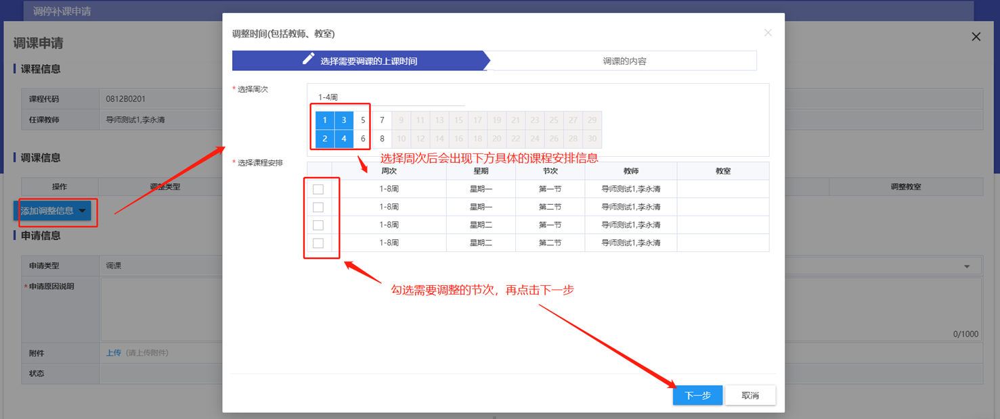 调停补课申请
调课申请
课程信息
课程代码 0812B0201
任课教师 导师测试1,李永清
调课信息
操作 调整类型 调整教室
添加调整信息
申请信息
申请类型 调课
*申请原因说明
0/1000
附件 上传 (请上传附件)
状态
调整时间(包括教师、教室)
选择需要调课的上课时间 调课的内容
*选择周次
1-4周
1 3 5 7 9 11 13 15 17 19 21 23 25 27 29
2 4 6 8 10 12 14 16 18 20 22 24 26 28 30
选择周次后会出现下方具体的课程安排信息
*选择课程安排
周次 星期 节次 教师 教室
1-8周 星期一 第一节 导师测试1,李永清
1-8周 星期一 第二节 导师测试1,李永清
1-8周 星期二 第一节 导师测试1,李永清
1-8周 星期二 第二节 导师测试1,李永清
勾选需要调整的节次，再点击下一步
下一步 取消